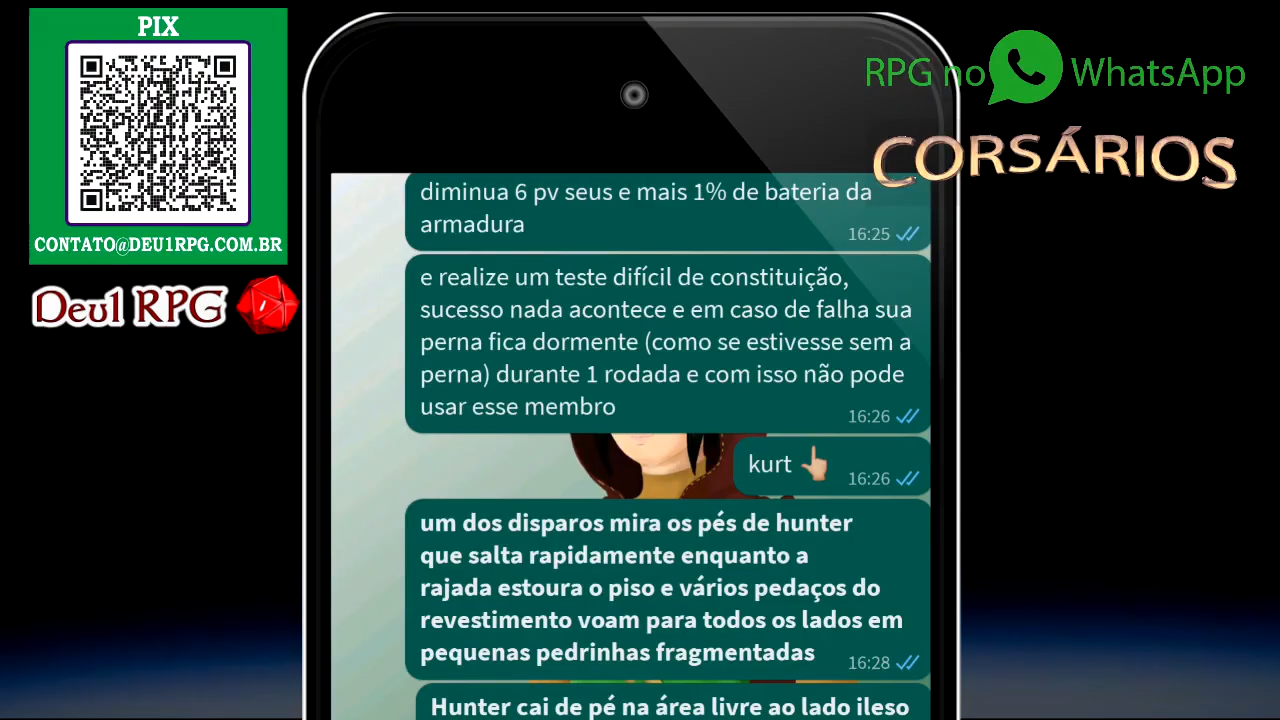 PIX
CONTATO@DEU1RPG.COM.BR
Deu1 RPG
RPG no WhatsApp
CORSÁRIOS
diminua 6 pv seus e mais 1% de bateria da
armadura
16:25
e realize um teste difícil de constituição,
sucesso nada acontece e em caso de falha sua
perna fica dormente (como se estivesse sem a
perna) durante 1 rodada e com isso não pode
usar esse membro
16:26
kurt 👆🏼
16:26
um dos disparos mira os pés de hunter
que salta rapidamente enquanto a
rajada estoura o piso e vários pedaços do
revestimento voam para todos os lados em
pequenas pedrinhas fragmentadas
16:28
Hunter cai de pé na área livre ao lado ileso